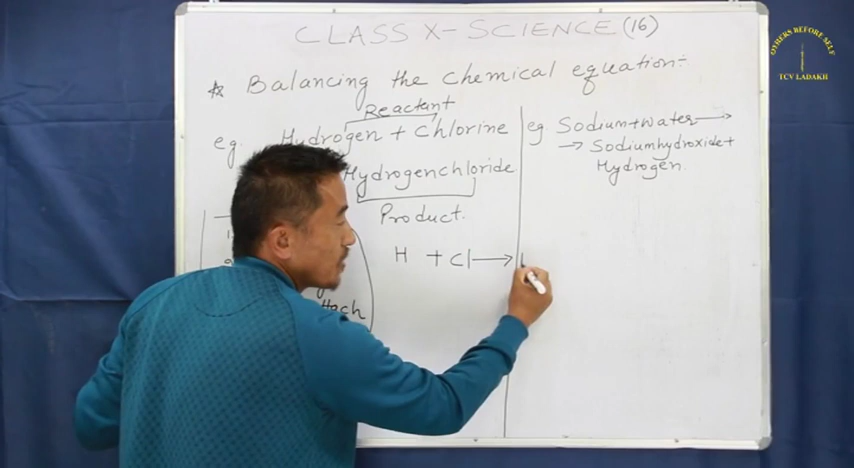 CLASS X-SCIENCE (16)
OTHERS BEFORE SELF
TCV LADAKH
Balancing the chemical equation:-
Reactant
eg. Hydrogen + Chlorine
Hydrogenchloride
Product.
H + Cl ⟶
eg Sodium+water ⟶
→ Sodiumhydroxide+
Hydrogen.